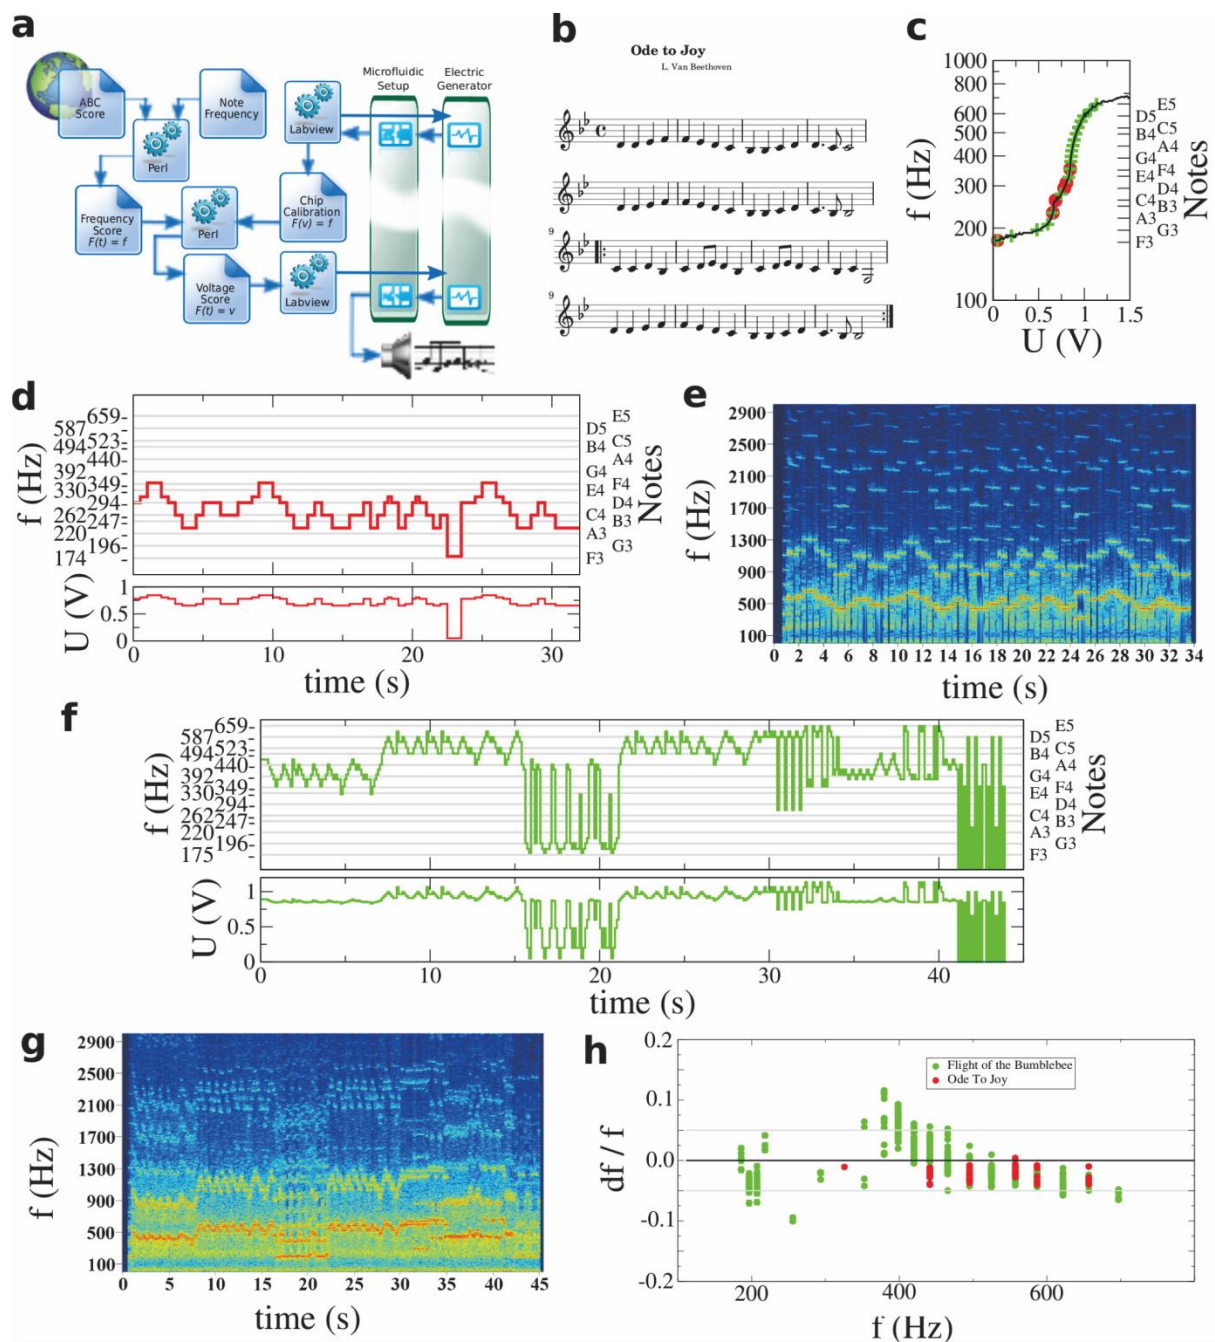 a
ABC
Score
Note
Frequency
Perl
Labview
Microfluidic
Setup
Electric
Generator
Frequency
Score
F(t) = f
Perl
Chip
Calibration
F(v) = f
Voltage
Score
F(t) = v
Labview
b
Ode to Joy
L. Van Beethoven
9
9
c
f (Hz)
1000
800
700
600
500
400
300
200
100
0
0.5
1
1.5
U (V)
D5
E5
B4
C5
A4
G4
F4
E4
D4
C4
B3
A3
G3
F3
Notes
d
f (Hz)
659-
587
523-
494
440-
392-
349-
330
294-
262
247-
220
196-
174-
E5
D5
C5
B4
A4
G4
F4
E4
D4
C4
B3
A3
G3
F3
Notes
U (V)
1
0.5
0
0 10 20 30
time (s)
e
f (Hz)
2900
2500
2100
1700
1300
900
500
100
0 2 4 6 8 10 12 14 16 18 20 22 24 26 28 30 32 34
time (s)
f
f (Hz)
659-
587
523-
494
440-
392-
349-
330
294-
262
247-
220
196-
175
E5
D5
C5
B4
A4
G4
F4
E4
D4
C4
B3
A3
G3
F3
Notes
U (V)
1
0.5
0
0 10 20 30 40
time (s)
g
f (Hz)
2900
2500
2100
1700
1300
900
500
100
0 5 10 15 20 25 30 35 40 45
time (s)
h
df / f
0.2
0.1
0.0
-0.1
-0.2
Flight of the Bumblebee
Ode To Joy
200 400 600
f (Hz)